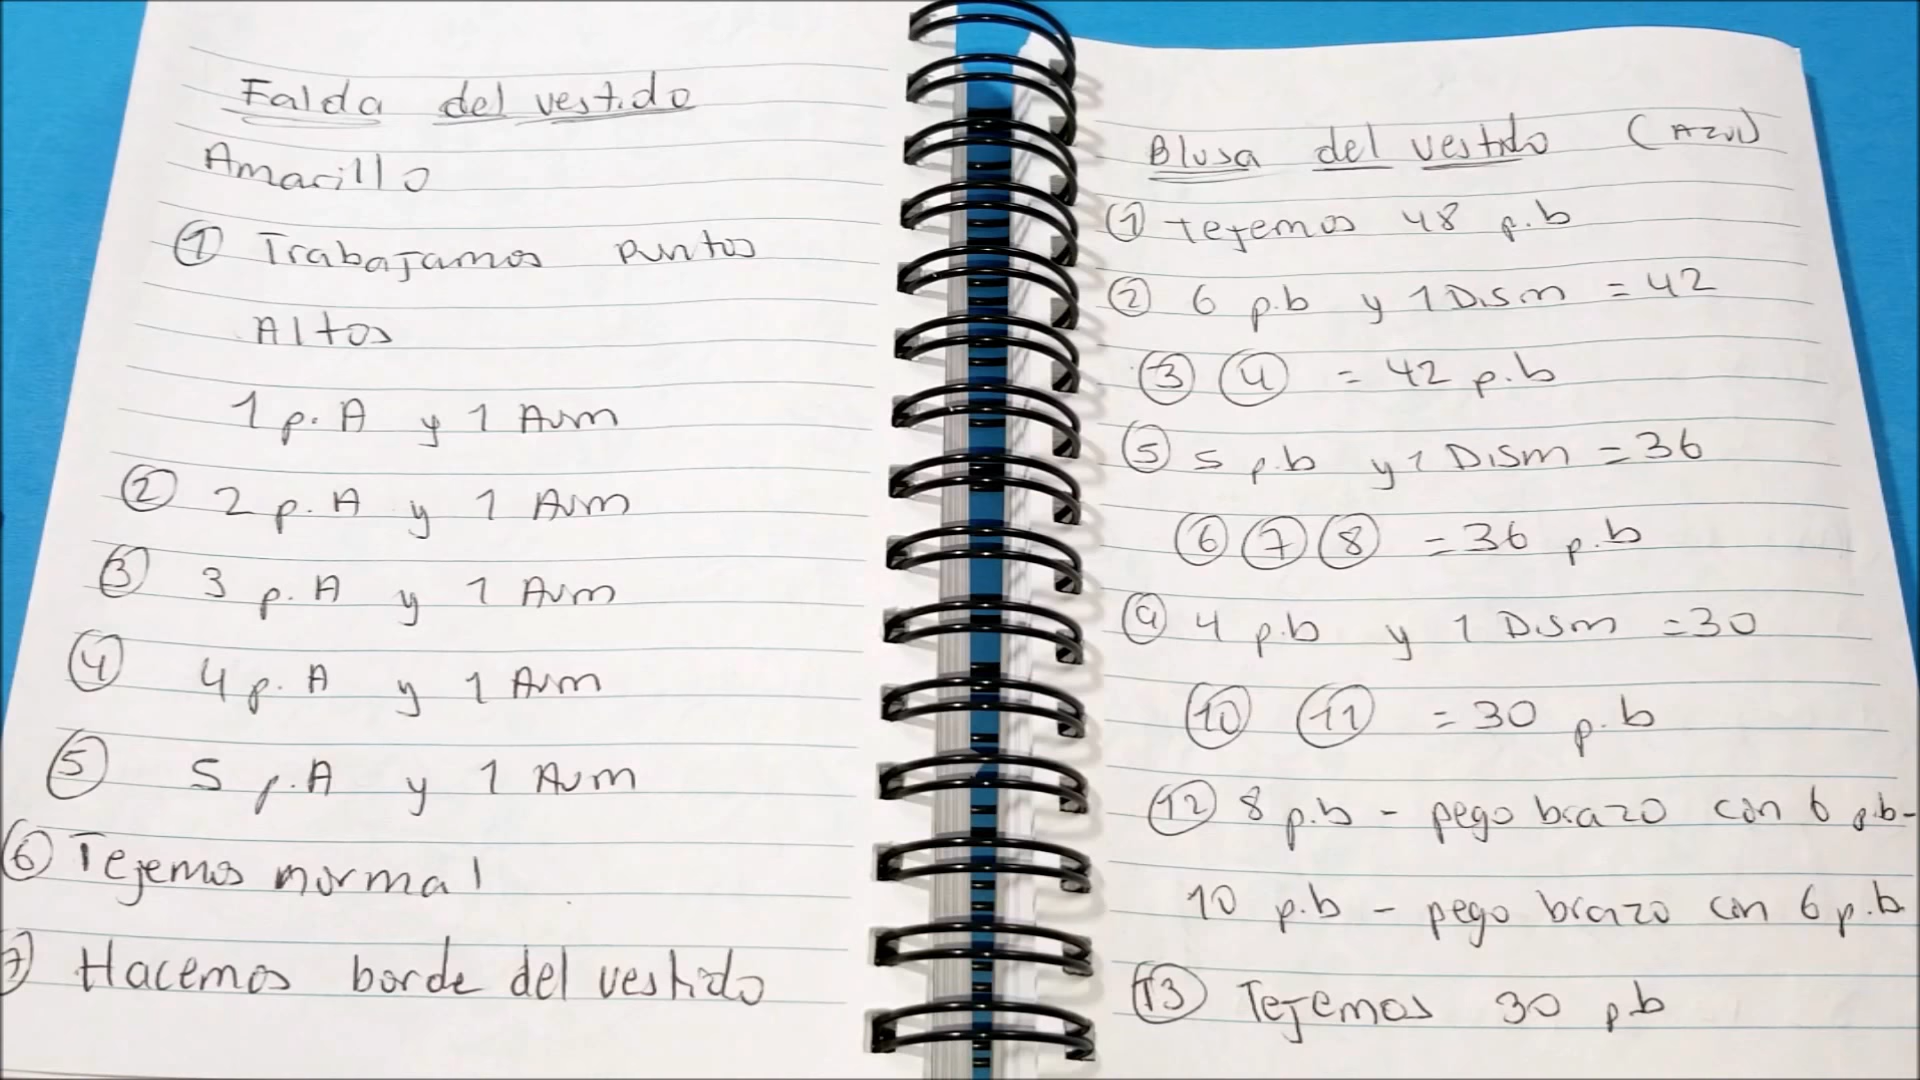 Falda del vestido
Amarillo
① Trabajamos puntos
Altos
1 p. A y 1 Aum
② 2 p. A y 1 Aum
③ 3 p. A y 1 Aum
④ 4 p. A y 1 Aum
⑤ 5 p. A y 1 Aum
⑥ Tejemos normal
⑦ Hacemos borde del vestido
Blusa del vestido (Azul)
① Tejemos 48 p.b
② 6 p.b y 1 Dism = 42
③ ④ = 42 p.b
⑤ 5 p.b y 1 Dism = 36
⑥ ⑦ ⑧ = 36 p.b
⑨ 4 p.b y 1 Dism = 30
⑩ ⑪ = 30 p.b
⑫ 8 p.b - pego brazo con 6 p.b -
10 p.b - pego brazo con 6 p.b
⑬ Tejemos 30 p.b